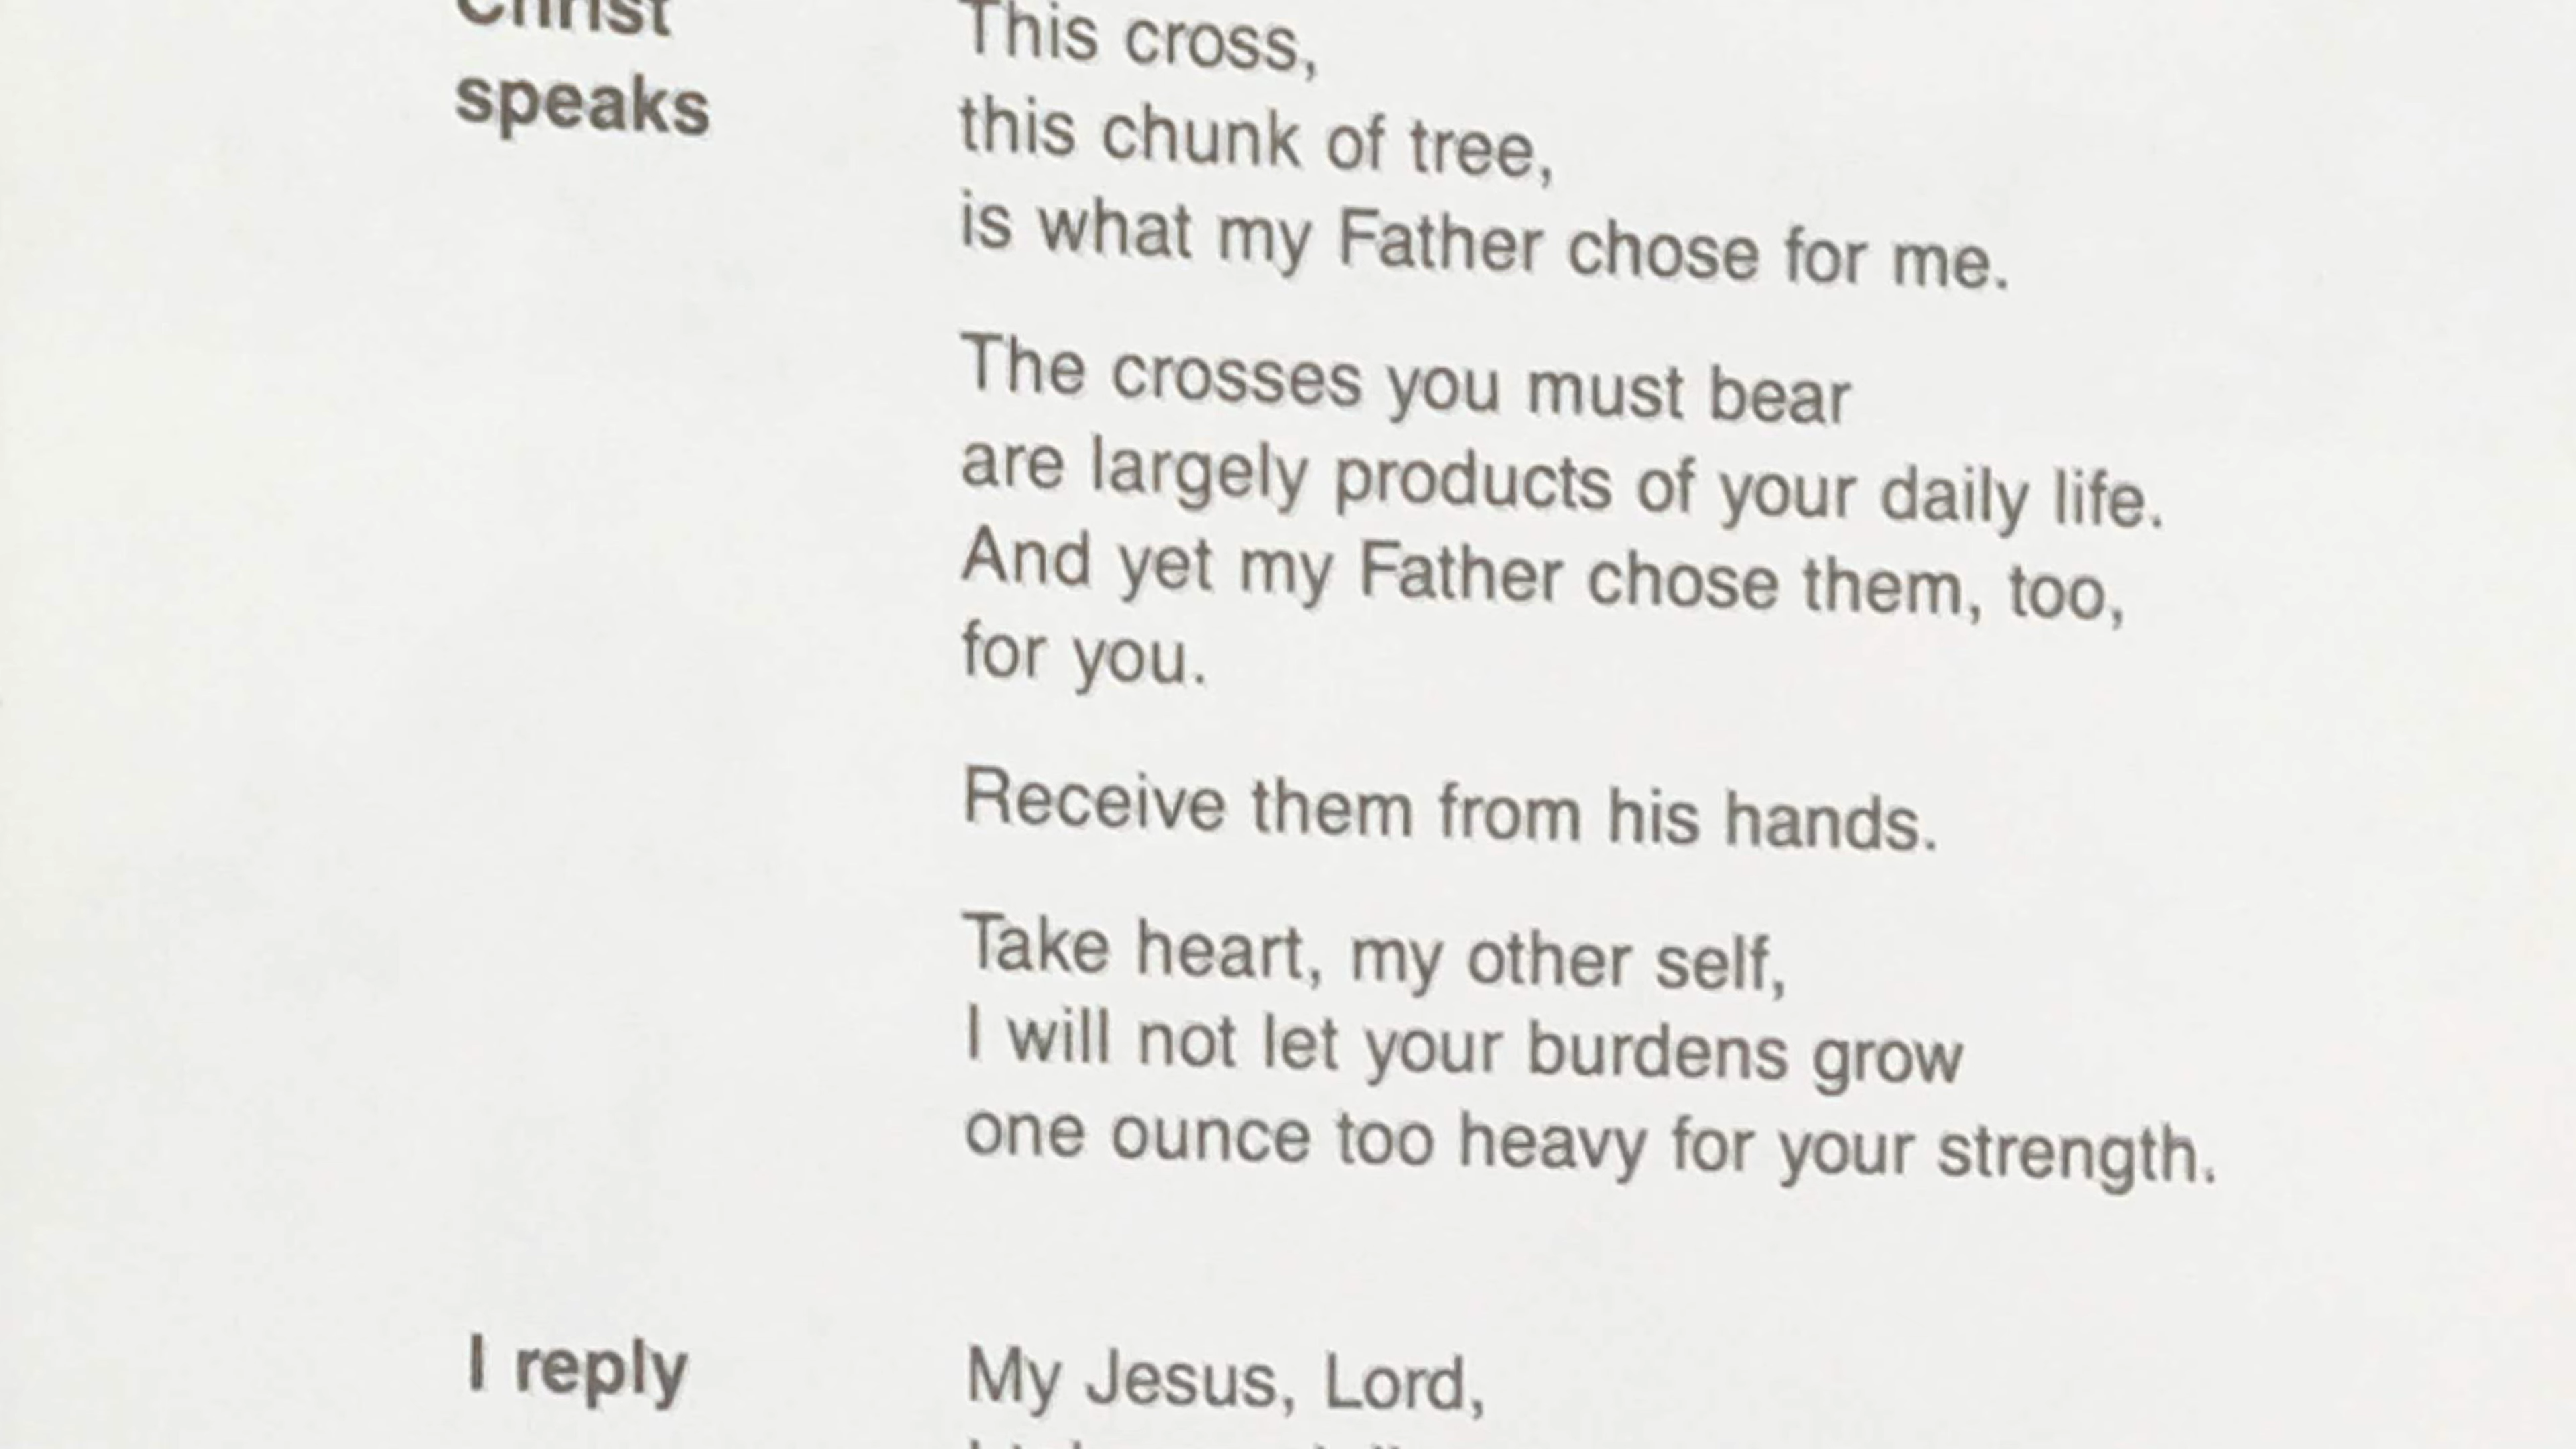 Christ
speaks
This cross,
this chunk of tree,
is what my Father chose for me.
The crosses you must bear
are largely products of your daily life.
And yet my Father chose them, too,
for you.
Receive them from his hands.
Take heart, my other self,
I will not let your burdens grow
one ounce too heavy for your strength.
I reply
My Jesus, Lord,